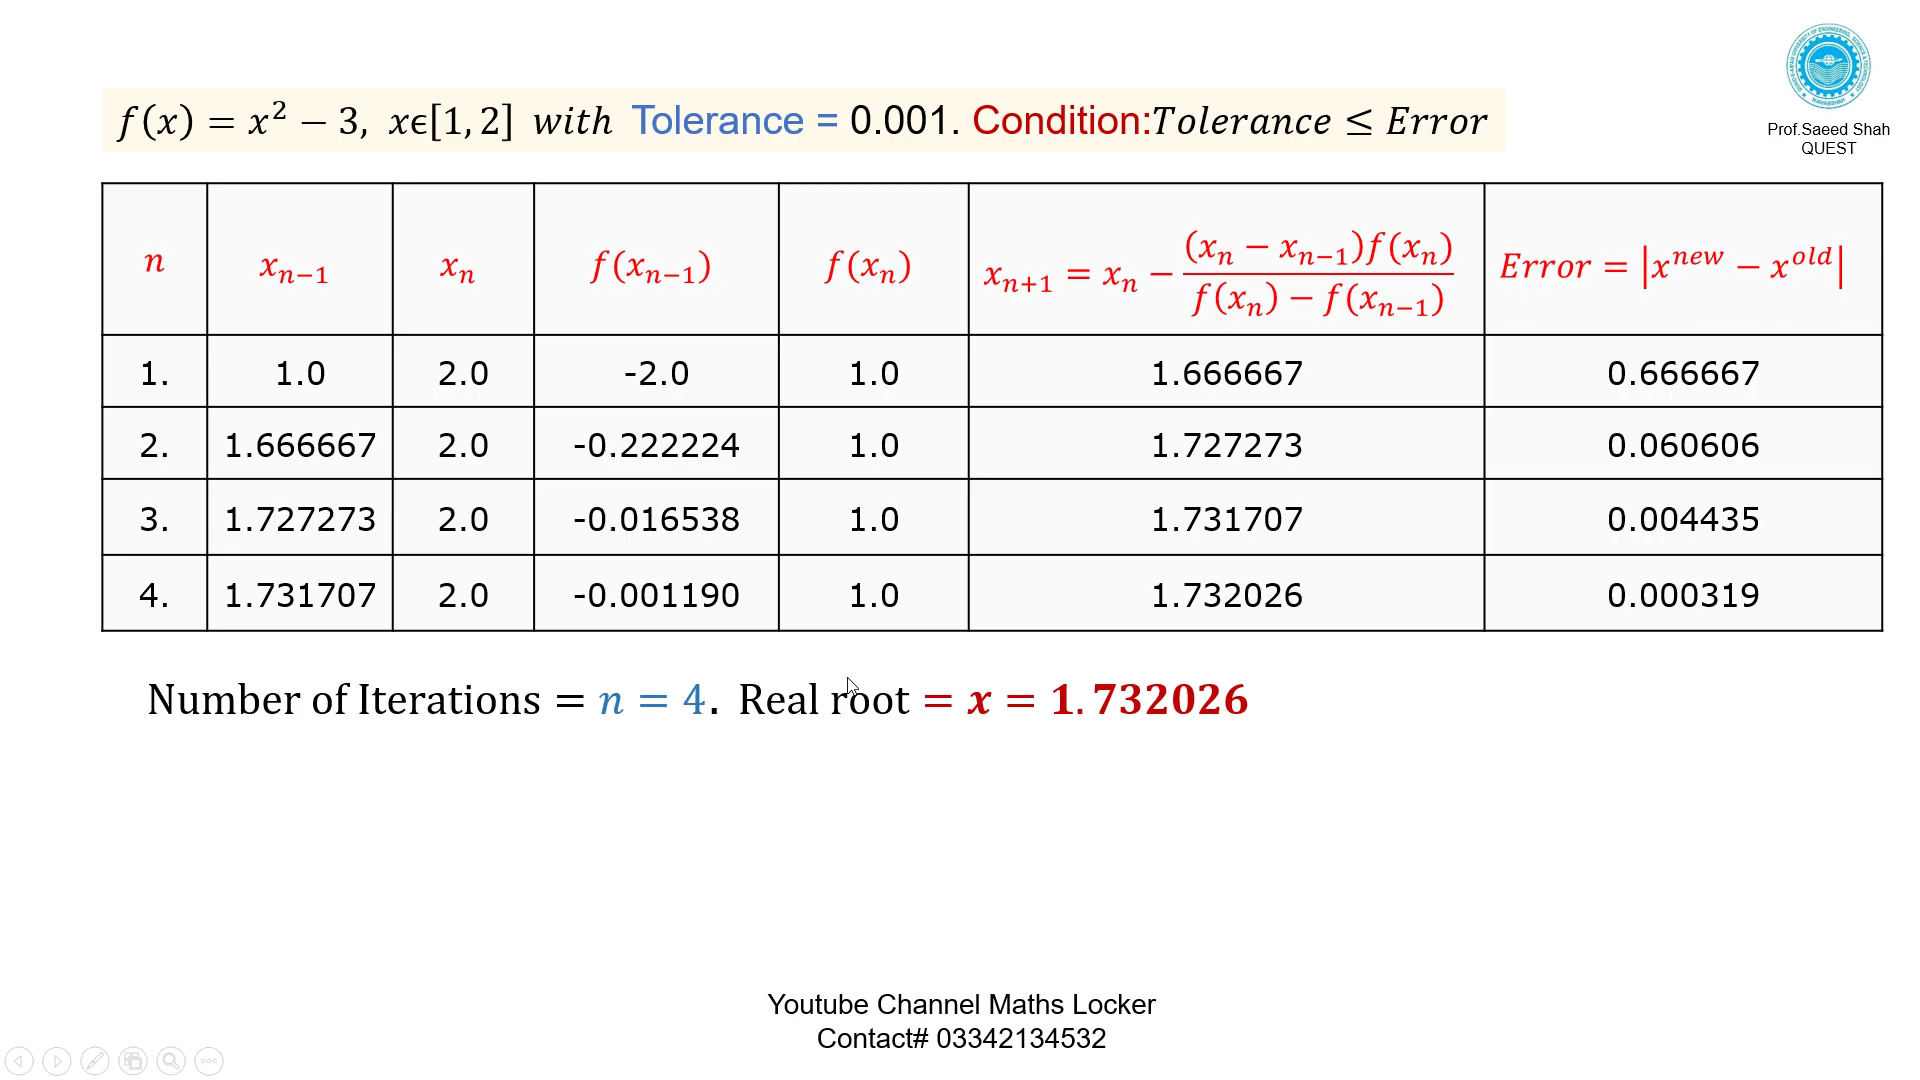 f(x) = x² − 3, xϵ[1, 2] with Tolerance = 0.001. Condition:Tolerance ≤ Error
Prof.Saeed Shah
QUEST
n | xₙ₋₁ | xₙ | f(xₙ₋₁) | f(xₙ) | xₙ₊₁ = xₙ − (xₙ − xₙ₋₁)f(xₙ) / f(xₙ) − f(xₙ₋₁) | Error = |xⁿᵉʷ − xᵒˡᵈ|
1. | 1.0 | 2.0 | -2.0 | 1.0 | 1.666667 | 0.666667
2. | 1.666667 | 2.0 | -0.222224 | 1.0 | 1.727273 | 0.060606
3. | 1.727273 | 2.0 | -0.016538 | 1.0 | 1.731707 | 0.004435
4. | 1.731707 | 2.0 | -0.001190 | 1.0 | 1.732026 | 0.000319
Number of Iterations = n = 4. Real root = x = 1.732026
Youtube Channel Maths Locker
Contact# 03342134532